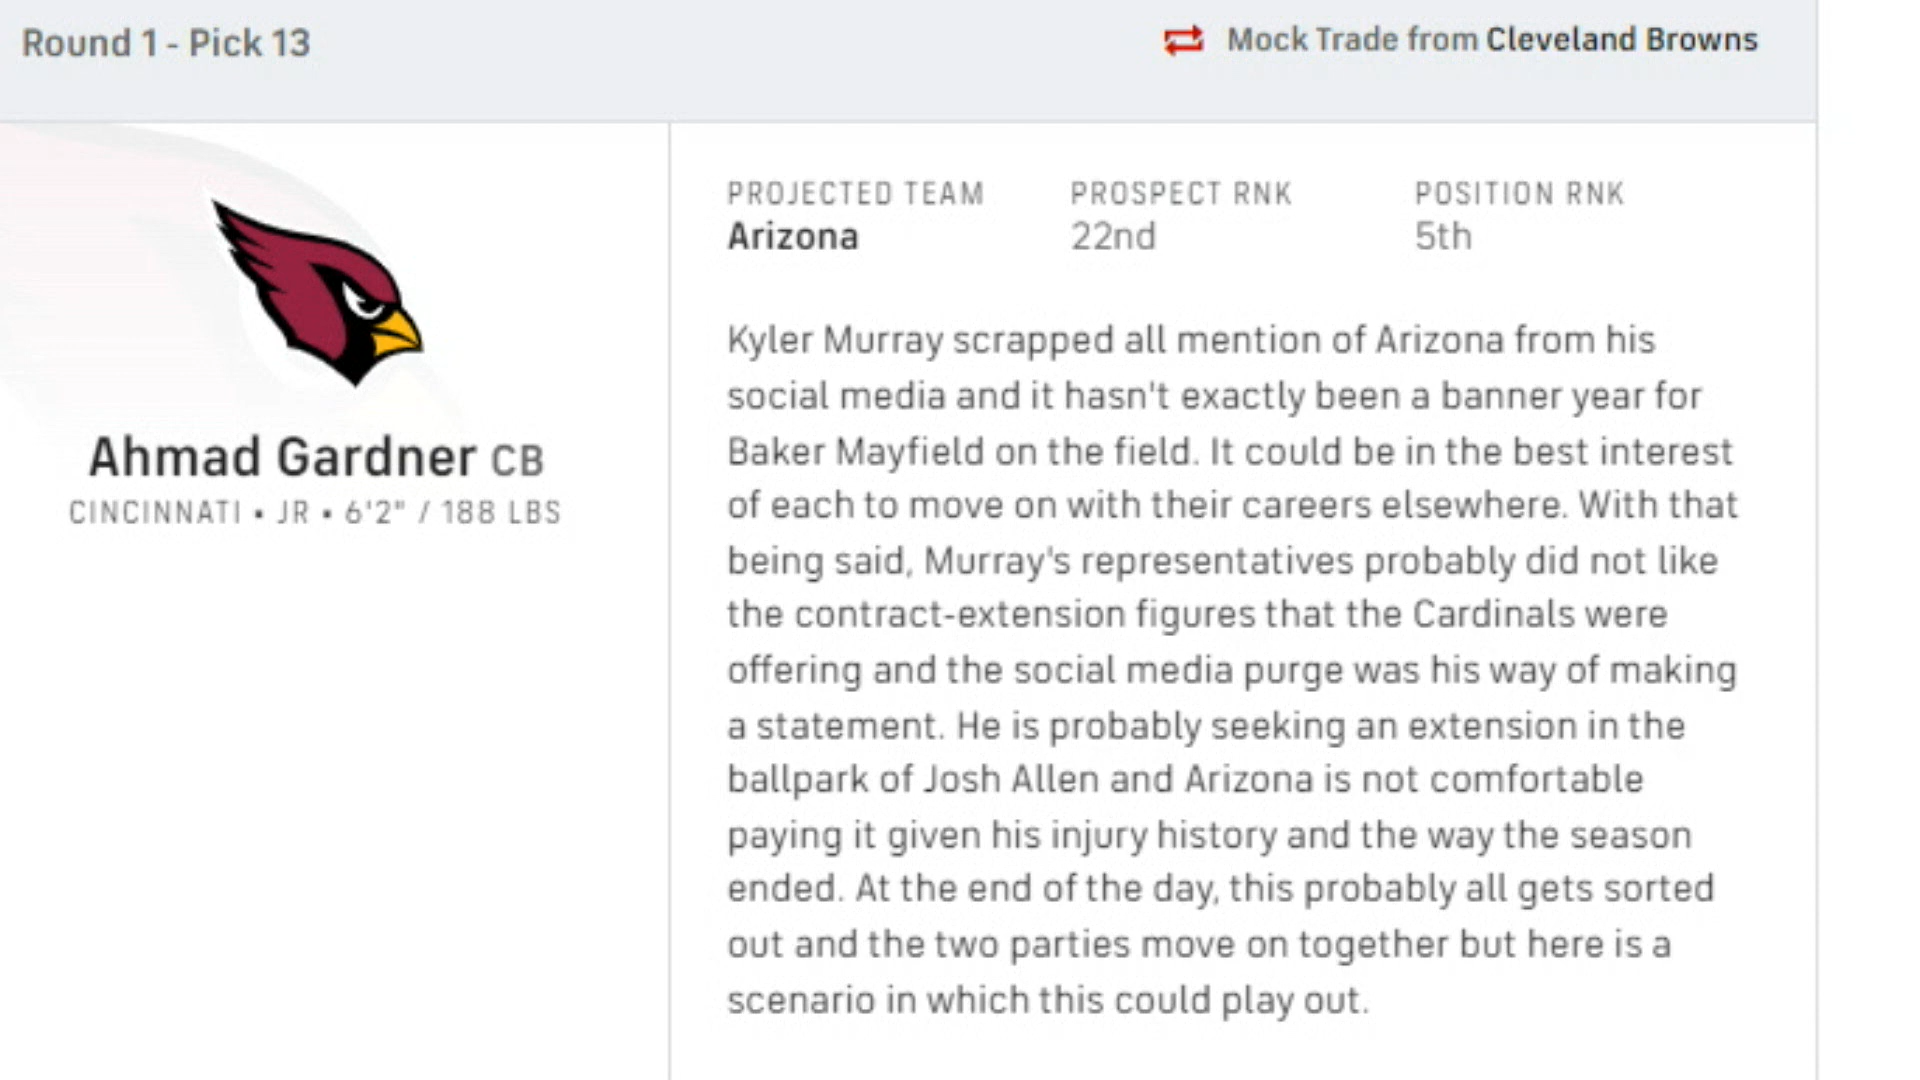 Round 1 - Pick 13
Mock Trade from Cleveland Browns
Ahmad Gardner CB
CINCINNATI • JR • 6'2" / 188 LBS
PROJECTED TEAM PROSPECT RNK POSITION RNK
Arizona 22nd 5th
Kyler Murray scrapped all mention of Arizona from his
social media and it hasn't exactly been a banner year for
Baker Mayfield on the field. It could be in the best interest
of each to move on with their careers elsewhere. With that
being said, Murray's representatives probably did not like
the contract-extension figures that the Cardinals were
offering and the social media purge was his way of making
a statement. He is probably seeking an extension in the
ballpark of Josh Allen and Arizona is not comfortable
paying it given his injury history and the way the season
ended. At the end of the day, this probably all gets sorted
out and the two parties move on together but here is a
scenario in which this could play out.